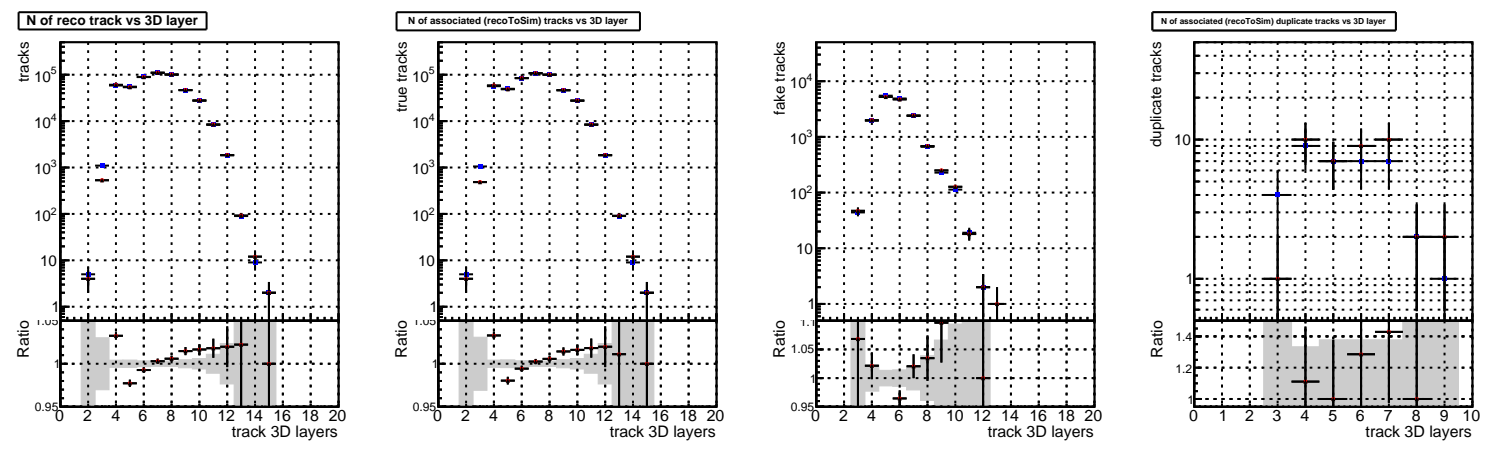 N of reco track vs 3D layer
tracks
10^5
10^4
10^3
10^2
10
1
Ratio
1.05
1
0.95
0 2 4 6 8 10 12 14 16 18 20
track 3D layers
N of associated (recoToSim) tracks vs 3D layer
true tracks
10^5
10^4
10^3
10^2
10
1
Ratio
1.05
1
0.95
0 2 4 6 8 10 12 14 16 18 20
track 3D layers
fake tracks
10^4
10^3
10^2
10
1
Ratio
1.1
1.05
1
0.95
0 2 4 6 8 10 12 14 16 18 20
track 3D layers
N of associated (recoToSim) duplicate tracks vs 3D layer
duplicate tracks
10
1
Ratio
1.4
1.2
1
0 1 2 3 4 5 6 7 8 9 10
track 3D layers